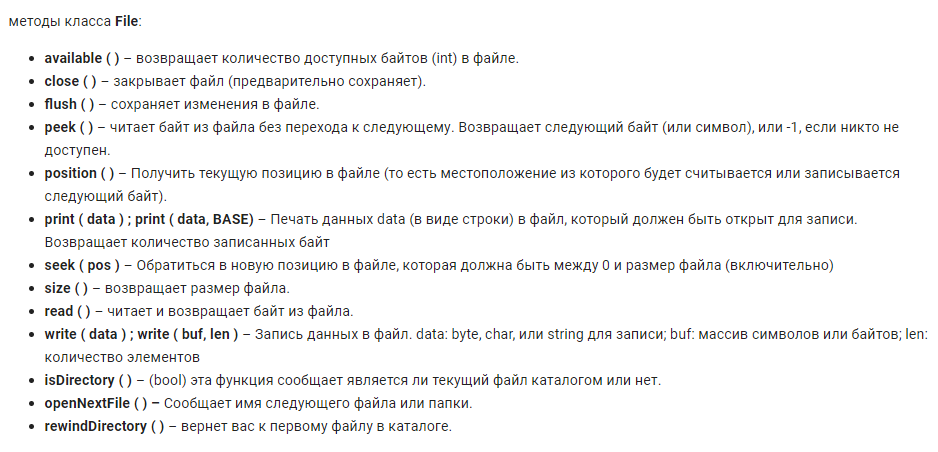 методы класса File:
• available ( ) – возвращает количество доступных байтов (int) в файле.
• close ( ) – закрывает файл (предварительно сохраняет).
• flush ( ) – сохраняет изменения в файле.
• peek ( ) – читает байт из файла без перехода к следующему. Возвращает следующий байт (или символ), или -1, если никто не
доступен.
• position ( ) – Получить текущую позицию в файле (то есть местоположение из которого будет считывается или записывается
следующий байт).
• print ( data ) ; print ( data, BASE) – Печать данных data (в виде строки) в файл, который должен быть открыт для записи.
Возвращает количество записанных байт
• seek ( pos ) – Обратиться в новую позицию в файле, которая должна быть между 0 и размер файла (включительно)
• size ( ) – возвращает размер файла.
• read ( ) – читает и возвращает байт из файла.
• write ( data ) ; write ( buf, len ) – Запись данных в файл. data: byte, char, или string для записи; buf: массив символов или байтов; len:
количество элементов
• isDirectory ( ) – (bool) эта функция сообщает является ли текущий файл каталогом или нет.
• openNextFile ( ) – Сообщает имя следующего файла или папки.
• rewindDirectory ( ) – вернет вас к первому файлу в каталоге.